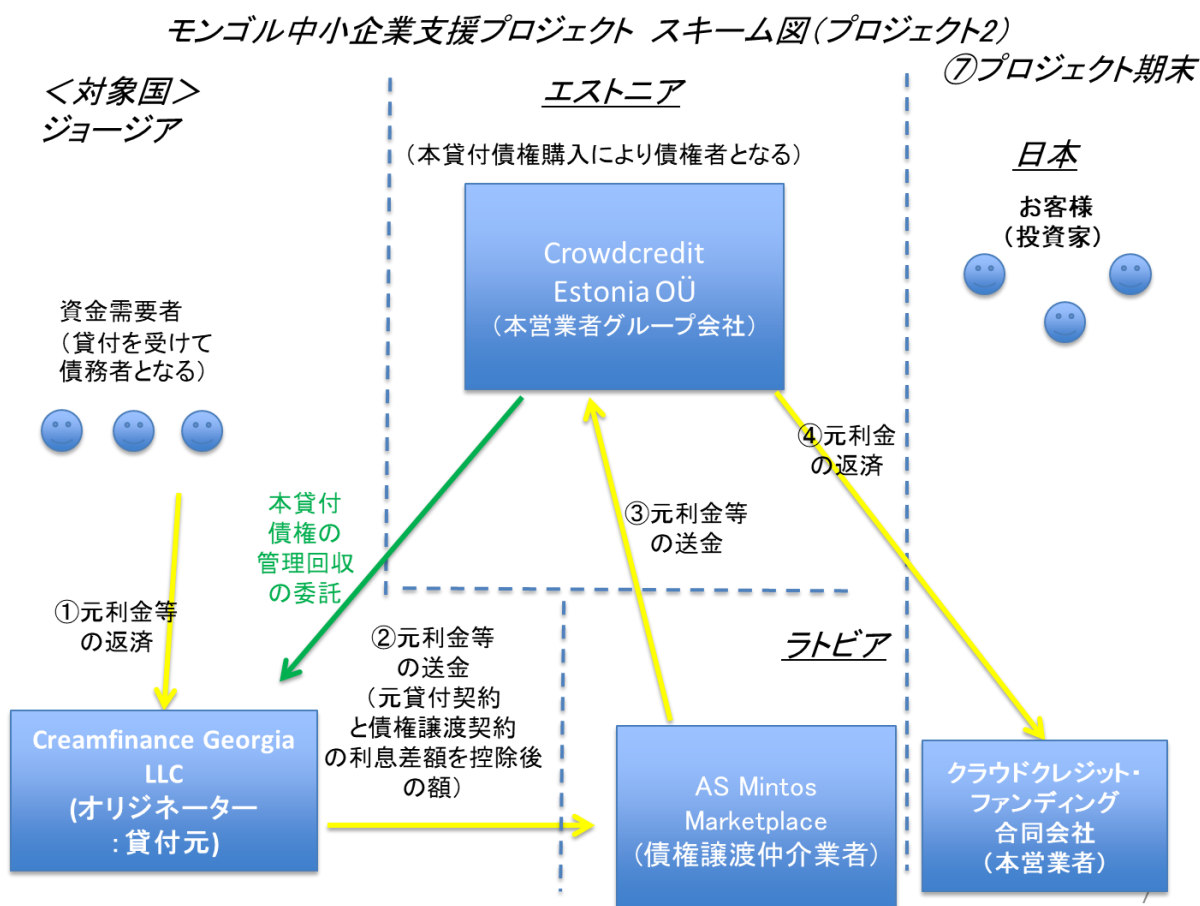 モンゴル中小企業支援プロジェクト スキーム図(プロジェクト2)
⑦プロジェクト期末
<対象国>
ジョージア
エストニア
(本貸付債権購入により債権者となる)
日本
お客様
(投資家)
Crowdcredit
Estonia OÜ
(本営業者グループ会社)
資金需要者
(貸付を受けて
債務者となる)
本貸付
債権の
管理回収
の委託
①元利金等
の返済
②元利金等
の送金
(元貸付契約
と債権譲渡契約
の利息差額を控除後
の額)
③元利金等
の送金
④元利金
の返済
ラトビア
Creamfinance Georgia
LLC
(オリジネーター
:貸付元)
AS Mintos
Marketplace
(債権譲渡仲介業者)
クラウドクレジット・
ファンディング
合同会社
(本営業者)